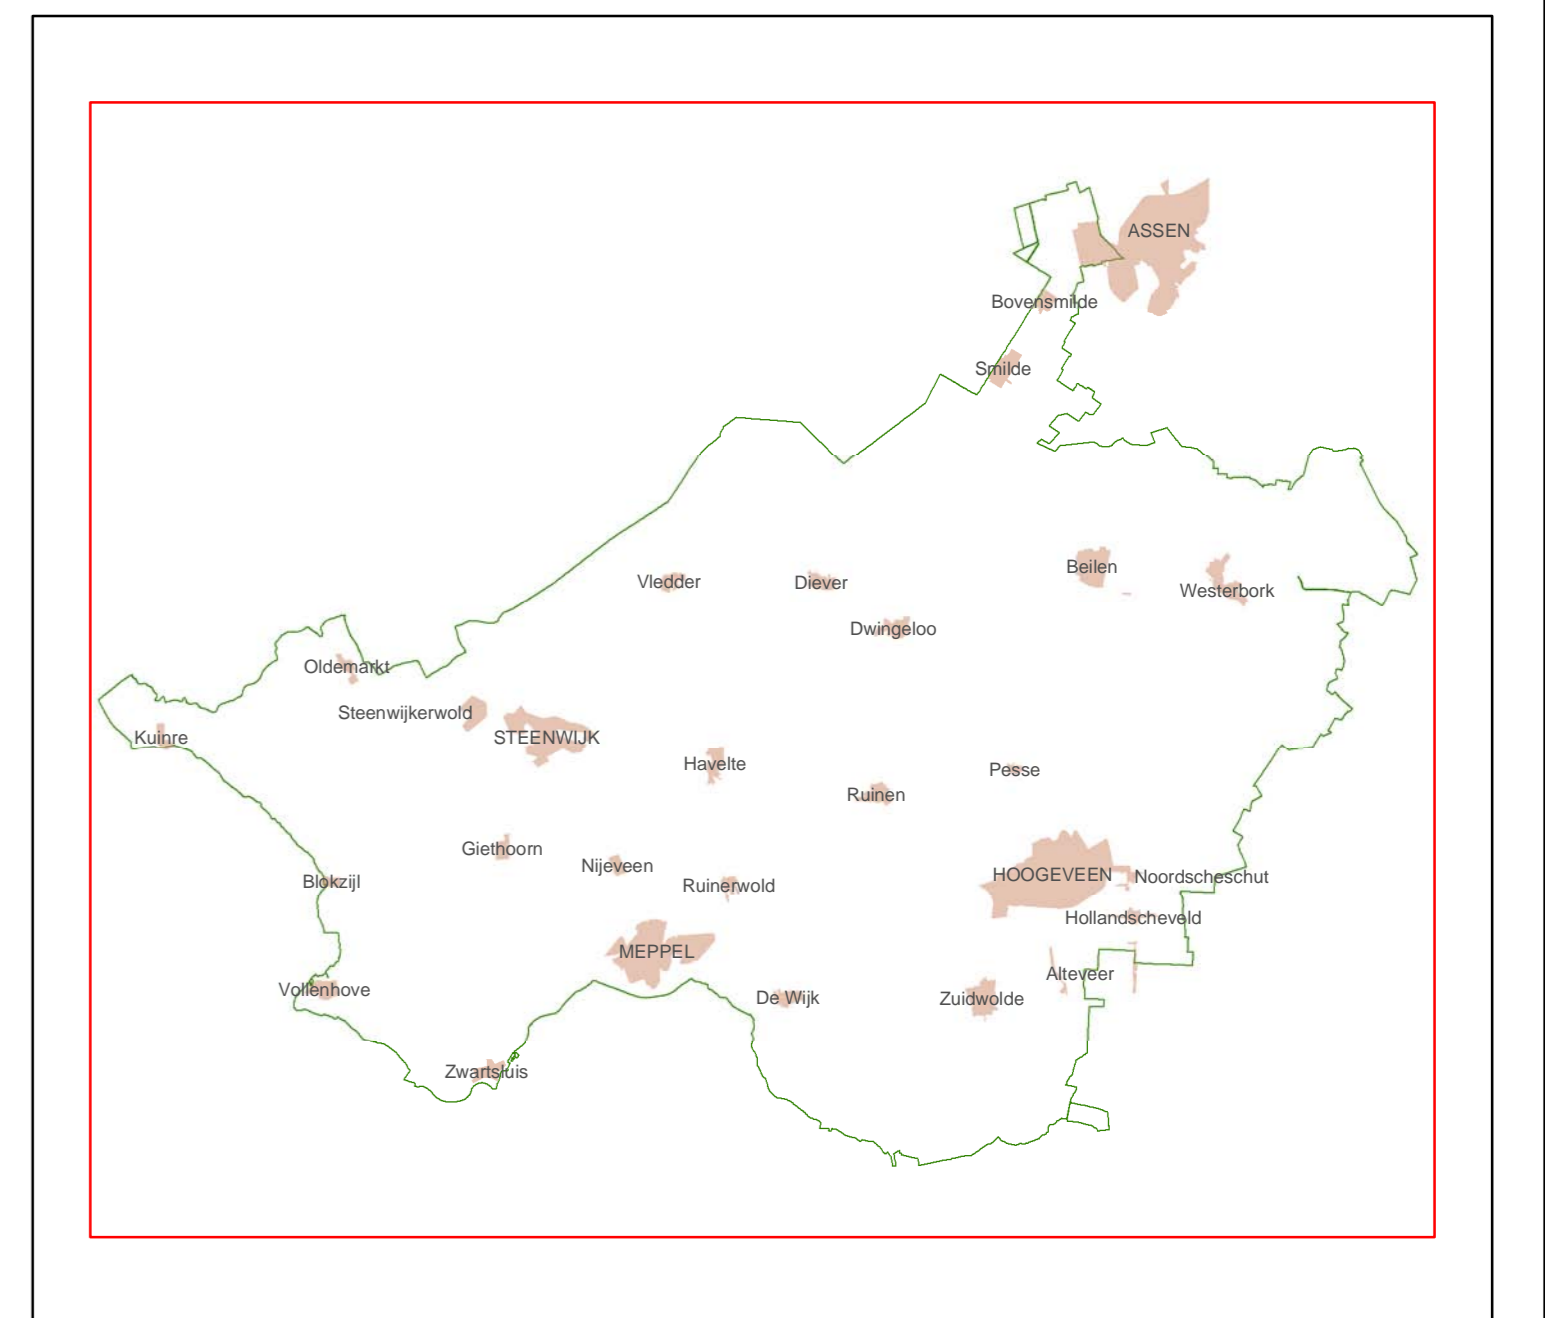 ASSEN
Bovensmilde
Smilde
Beilen
Vledder
Diever
Westerbork
Dwingeloo
Oldemarkt
Steenwijkerwold
Kuinre
STEENWIJK
Havelte
Pesse
Ruinen
Giethoorn
Nijeveen
HOOGEVEEN
Noordscheschut
Blokzijl
Ruinerwold
Hollandscheveld
MEPPEL
Alteveer
Vollenhove
De Wijk
Zuidwolde
Zwartsluis